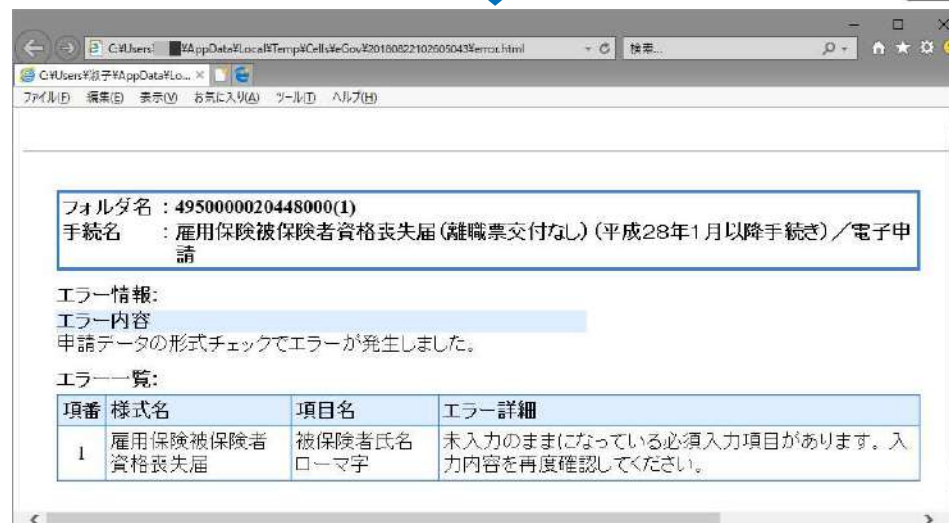 C:¥Users¥ ¥AppData¥Local¥Temp¥Cells¥eGov¥20180822102605043¥error.html
検索...
C:¥Users¥淑子¥AppData¥Lo...
ファイル(F) 編集(E) 表示(V) お気に入り(A) ツール(T) ヘルプ(H)
フォルダ名 : 4950000020448000(1)
手続名 : 雇用保険被保険者資格喪失届(離職票交付なし)(平成28年1月以降手続き)/電子申
請
エラー情報:
エラー内容
申請データの形式チェックでエラーが発生しました。
エラー一覧:
項番 様式名 項目名 エラー詳細
1 雇用保険被保険者 被保険者氏名 未入力のままになっている必須入力項目があります。入
資格喪失届 ローマ字 力内容を再度確認してください。